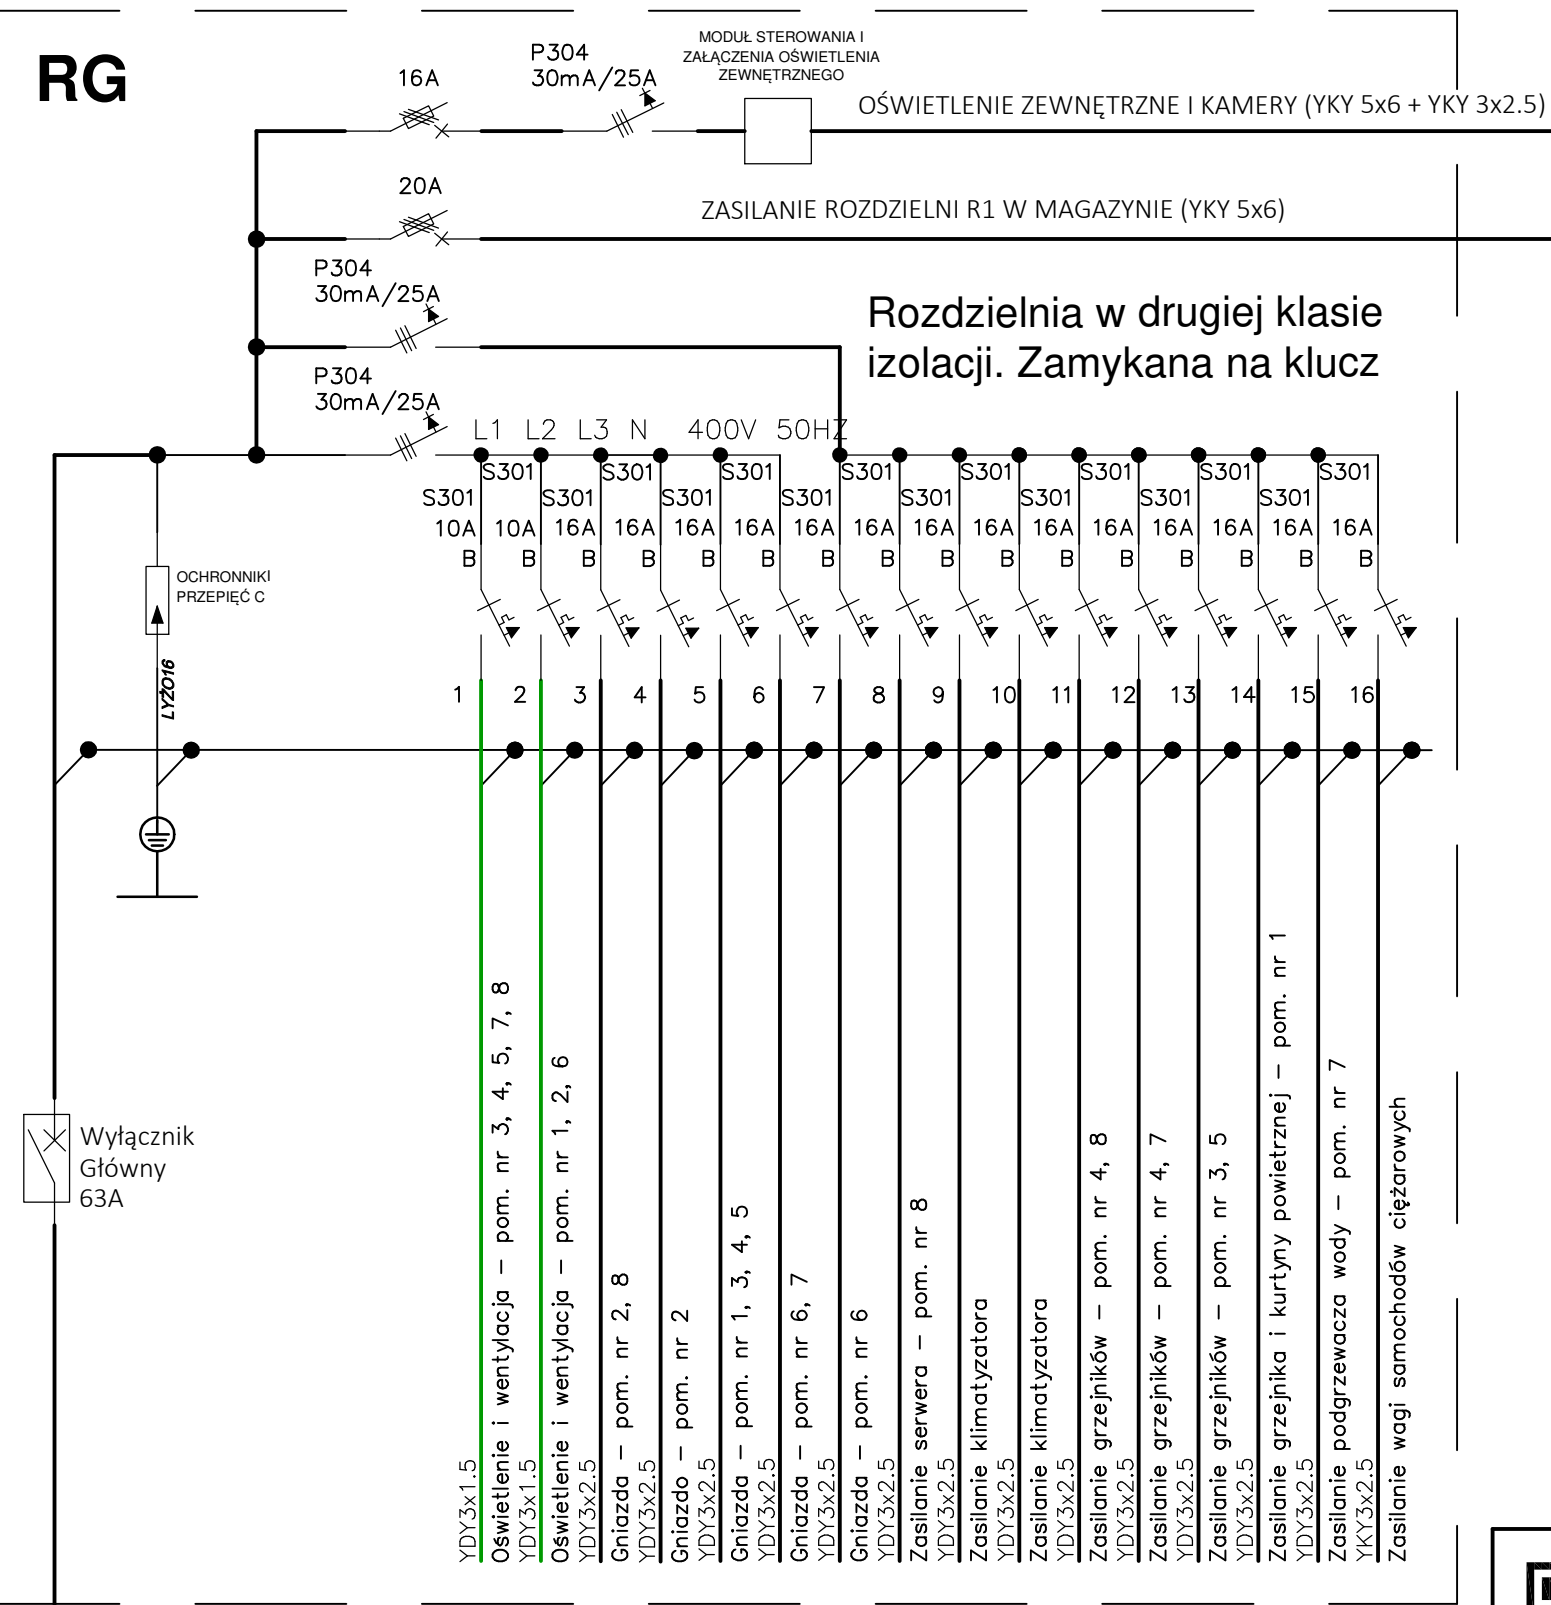 RG
16A
P304
30mA/25A
MODUŁ STEROWANIA I
ZAŁĄCZENIA OŚWIETLENIA
ZEWNĘTRZNEGO
OŚWIETLENIE ZEWNĘTRZNE I KAMERY (YKY 5x6 + YKY 3x2.5)
20A
ZASILANIE ROZDZIELNI R1 W MAGAZYNIE (YKY 5x6)
P304
30mA/25A
Rozdzielnia w drugiej klasie
izolacji. Zamykana na klucz
P304
30mA/25A
L1 L2 L3 N 400V 50HZ
S301 S301 S301 S301 S301 S301 S301 S301
S301 S301 S301 S301 S301 S301 S301 S301
10A 10A 16A 16A 16A 16A 16A 16A 16A 16A 16A 16A 16A 16A 16A 16A
B B B B B B B B B B B B B B B B
OCHRONNIKI
PRZEPIĘĆ C
LYŻO16
1 2 3 4 5 6 7 8 9 10 11 12 13 14 15 16
Wyłącznik
Główny
63A
YDY3x1.5
Oświetlenie i wentylacja – pom. nr 3, 4, 5, 7, 8
YDY3x1.5
Oświetlenie i wentylacja – pom. nr 1, 2, 6
YDY3x2.5
Gniazda – pom. nr 2, 8
YDY3x2.5
Gniazdo – pom. nr 2
YDY3x2.5
Gniazda – pom. nr 1, 3, 4, 5
YDY3x2.5
Gniazda – pom. nr 6, 7
YDY3x2.5
Gniazda – pom. nr 6
YDY3x2.5
Zasilanie serwera – pom. nr 8
YDY3x2.5
Zasilanie klimatyzatora
YDY3x2.5
Zasilanie klimatyzatora
YDY3x2.5
Zasilanie grzejników – pom. nr 4, 8
YDY3x2.5
Zasilanie grzejników – pom. nr 4, 7
YDY3x2.5
Zasilanie grzejników – pom. nr 3, 5
YDY3x2.5
Zasilanie grzejnika i kurtyny powietrznej – pom. nr 1
YDY3x2.5
Zasilanie podgrzewacza wody – pom. nr 7
YKY3x2.5
Zasilanie wagi samochodów ciężarowych